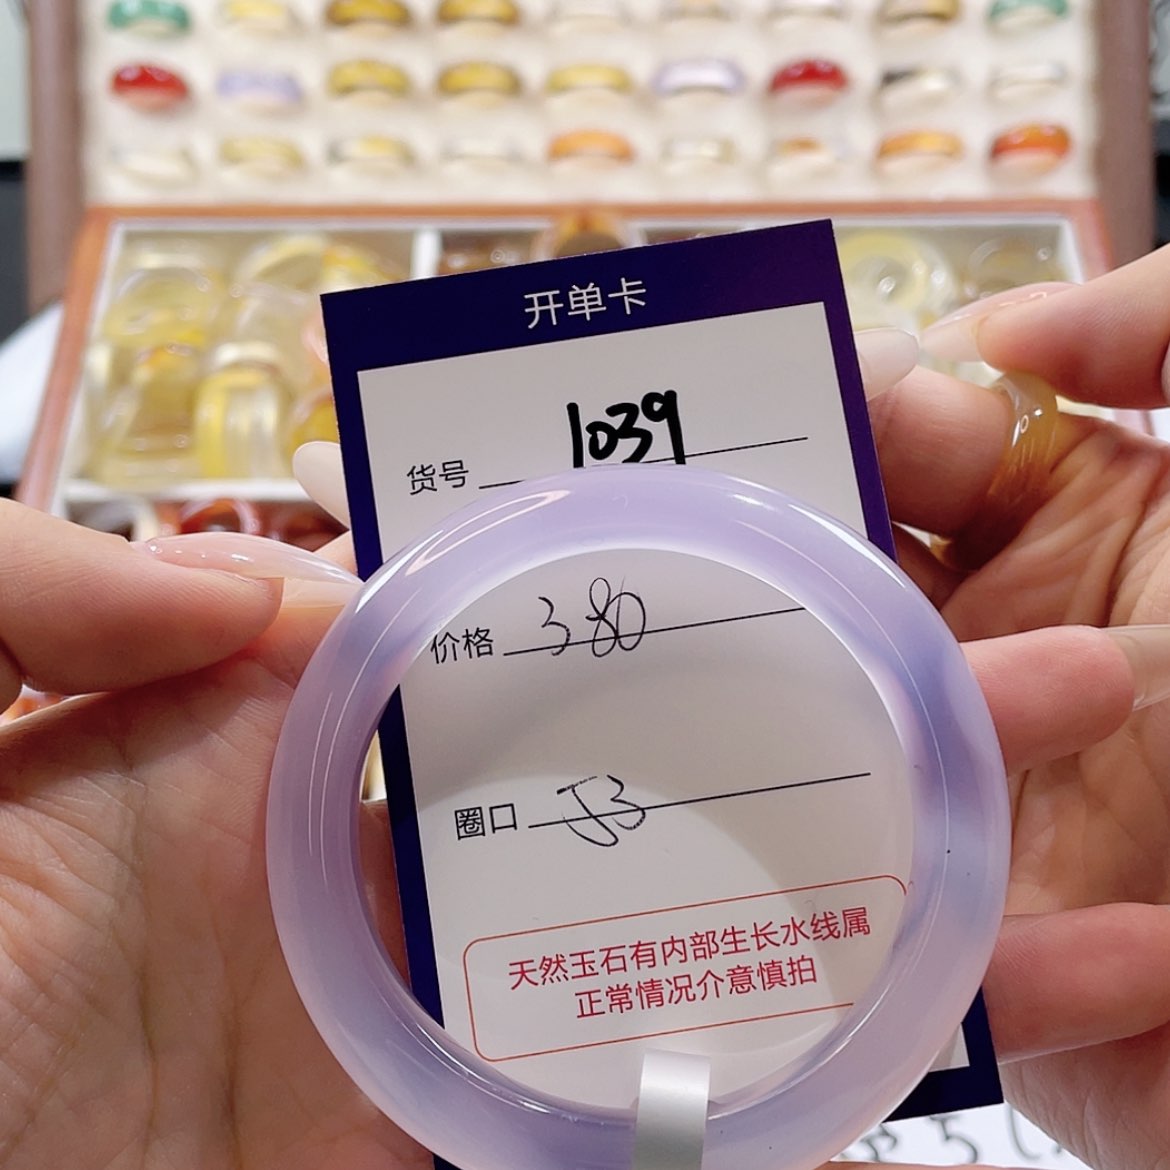 开单卡
货号 1039
价格 380
圈口 53
天然玉石有内部生长水线属
正常情况介意慎拍